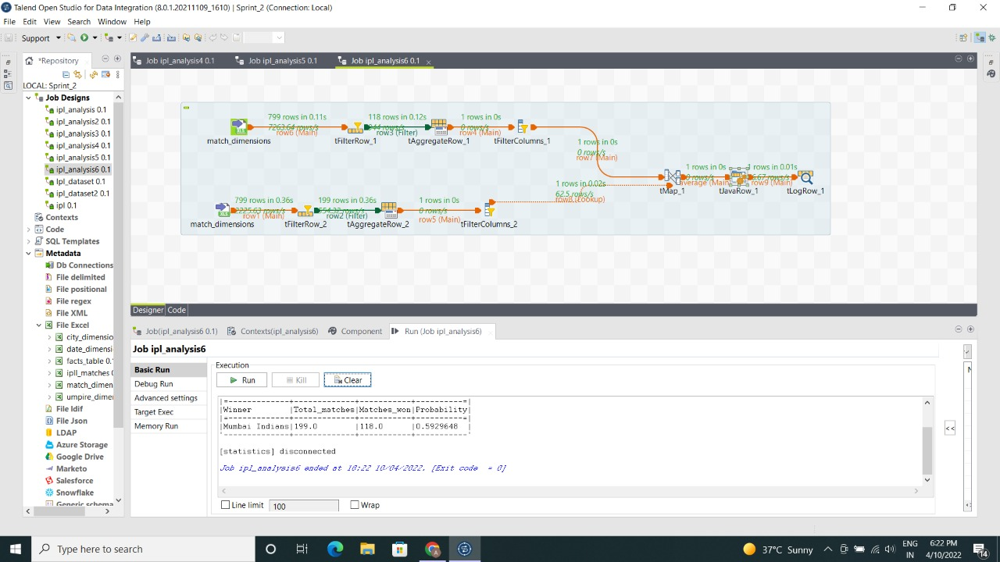 Talend Open Studio for Data Integration (8.0.1.20211109_1610) | Sprint_2 (Connection: Local)
File Edit View Search Window Help
Support
*Repository
LOCAL: Sprint_2
Job Designs
ipl_analysis 0.1
ipl_analysis2 0.1
ipl_analysis3 0.1
ipl_analysis4 0.1
ipl_analysis5 0.1
ipl_analysis6 0.1
Ipl_dataset 0.1
ipl_dataset2 0.1
ipl 0.1
Contexts
Code
SQL Templates
Metadata
Db Connections
File delimited
File positional
File regex
File XML
File Excel
city_dimensio
date_dimensi
facts_table 0.
ipll_matches
match_dimen
umpire_dime
File ldif
File Json
LDAP
Azure Storage
Google Drive
Marketo
Salesforce
Snowflake
Generic schema
Job ipl_analysis4 0.1
Job ipl_analysis5 0.1
Job ipl_analysis6 0.1
799 rows in 0.11s
7263.64 rows/s
row6 (Main)
118 rows in 0.12s
row3 (Filter)
1 rows in 0s
0 rows/s
row4 (Main)
match_dimensions
tFilterRow_1
tAggregateRow_1
tFilterColumns_1
1 rows in 0s
0 rows/s
row7 (Main)
1 rows in 0.02s
62.5 rows/s
row8 (Lookup)
1 rows in 0s
0 rows/s
average (Main
1 rows in 0.01s
row9 (Main)
tMap_1
tJavaRow_1
tLogRow_1
799 rows in 0.36s
row1 (Main)
199 rows in 0.36s
row2 (Filter)
1 rows in 0s
0 rows/s
row5 (Main)
match_dimensions
tFilterRow_2
tAggregateRow_2
tFilterColumns_2
Designer Code
Job(ipl_analysis6 0.1)
Contexts(ipl_analysis6)
Component
Run (Job ipl_analysis6)
Job ipl_analysis6
Basic Run
Debug Run
Advanced settings
Target Exec
Memory Run
Execution
Run
Kill
Clear
|=--------------+-------------+-----------+----------=|
|Winner |Total_matches|Matches_won|Probability|
|=--------------+-------------+-----------+----------=|
|Mumbai Indians|199.0 |118.0 |0.5929648 |
'--------------+-------------+-----------+-----------'
[statistics] disconnected
Job ipl_analysis6 ended at 18:22 10/04/2022. [Exit code = 0]
Line limit 100 Wrap
<<
Type here to search
37°C Sunny
ENG
IN
6:22 PM
4/10/2022
14